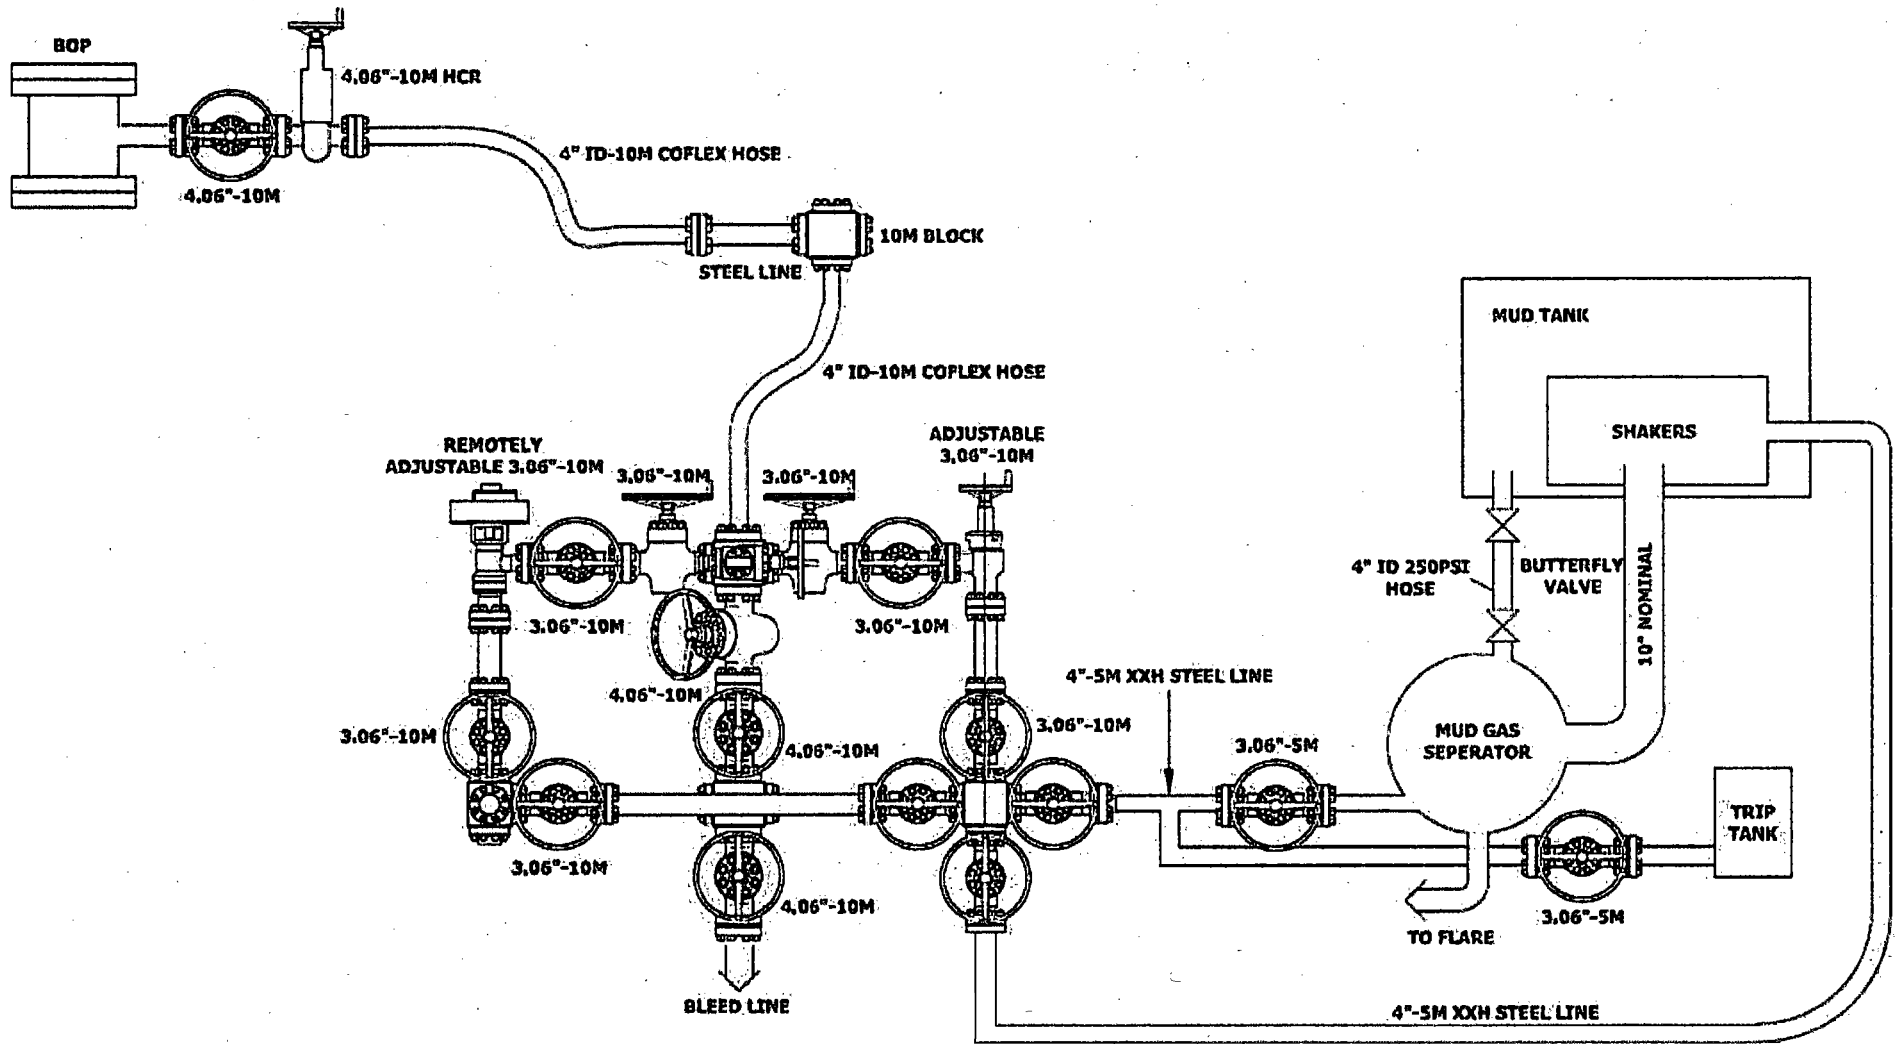 BOP
4.06"-10M HCR
4" ID-10M COFLEX HOSE
4.06"-10M
10M BLOCK
STEEL LINE
MUD TANK
4" ID-10M COFLEX HOSE
SHAKERS
REMOTELY
ADJUSTABLE 3.06"-10M
3.06"-10M
3.06"-10M
ADJUSTABLE
3.06"-10M
4" ID 250PSI
HOSE
BUTTERFLY
VALVE
10" NOMINAL
3.06"-10M
3.06"-10M
4.06"-10M
4"-5M XXH STEEL LINE
3.06"-10M
4.06"-10M
3.06"-10M
3.06"-5M
MUD GAS
SEPERATOR
TRIP
TANK
3.06"-10M
4.06"-10M
3.06"-5M
TO FLARE
BLEED LINE
4"-5M XXH STEEL LINE